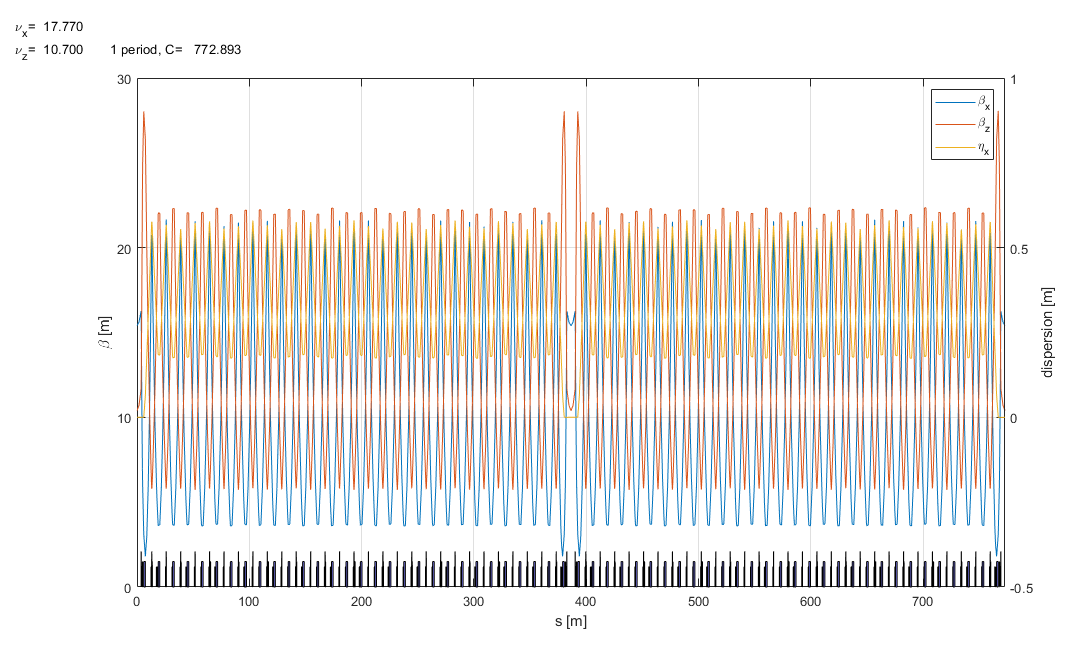 νx= 17.770
νz= 10.700 1 period, C= 772.893
30
20
10
0
β [m]
1
0.5
0
-0.5
dispersion [m]
βx
βz
ηx
0 100 200 300 400 500 600 700
s [m]